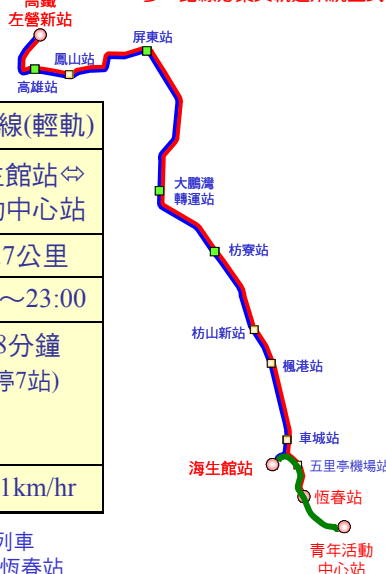 高鐵
左營新站
屏東站
鳳山站
高雄站
線(輕軌)
生館站⇔
動中心站
7公里
～23:00
8分鐘
停7站)
1km/hr
列車
恆春站
大鵬灣
轉運站
枋寮站
枋山新站
楓港站
車城站
海生館站
五里亭機場站
恆春站
青年活動
中心站